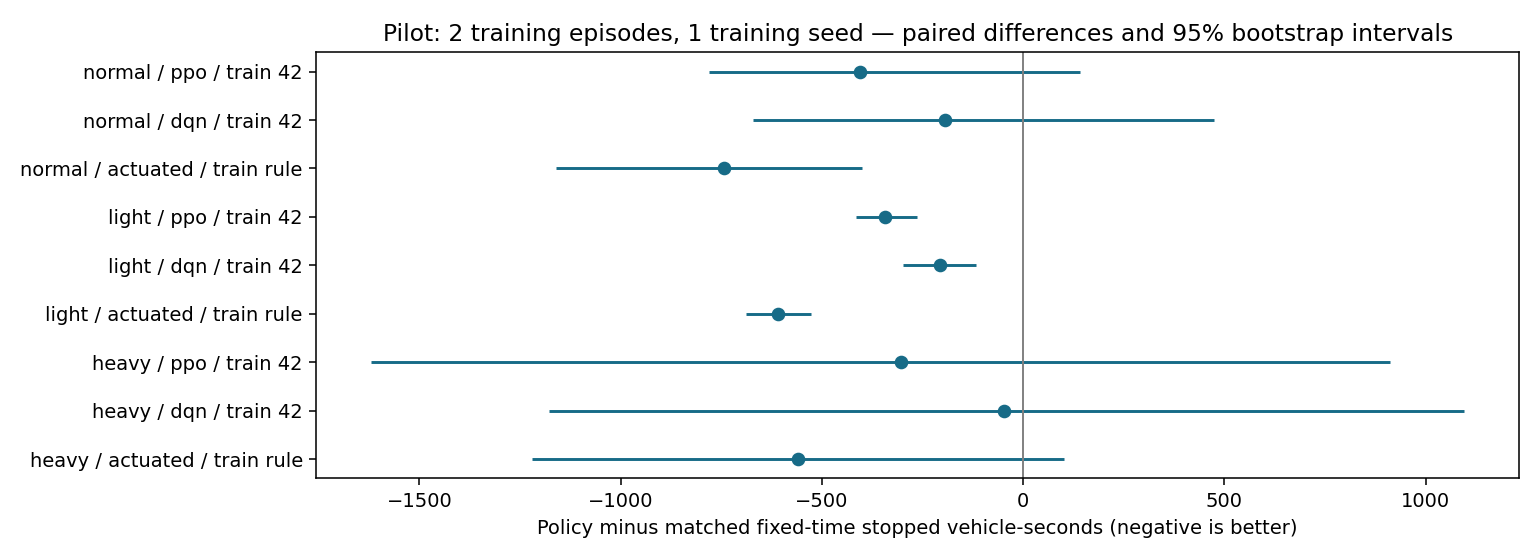 Pilot: 2 training episodes, 1 training seed — paired differences and 95% bootstrap intervals
normal / ppo / train 42
normal / dqn / train 42
normal / actuated / train rule
light / ppo / train 42
light / dqn / train 42
light / actuated / train rule
heavy / ppo / train 42
heavy / dqn / train 42
heavy / actuated / train rule
−1500 −1000 −500 0 500 1000
Policy minus matched fixed-time stopped vehicle-seconds (negative is better)